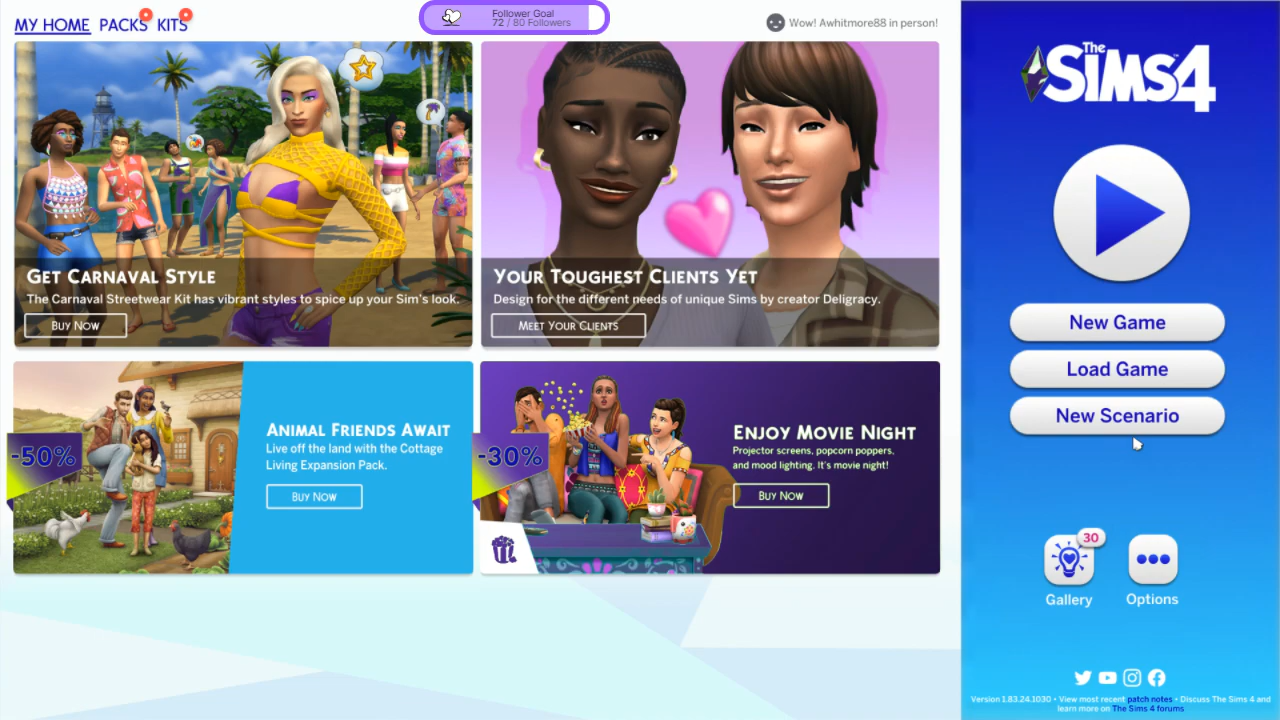 MY HOME PACKS KITS
Follower Goal
72 / 80 Followers
Wow! Awhitmore88 in person!
GET CARNAVAL STYLE
The Carnaval Streetwear Kit has vibrant styles to spice up your Sim's look.
BUY NOW
YOUR TOUGHEST CLIENTS YET
Design for the different needs of unique Sims by creator Deligracy.
MEET YOUR CLIENTS
-50%
ANIMAL FRIENDS AWAIT
Live off the land with the Cottage
Living Expansion Pack.
BUY NOW
-30%
ENJOY MOVIE NIGHT
Projector screens, popcorn poppers,
and mood lighting. It's movie night!
BUY NOW
The
SIMS 4
New Game
Load Game
New Scenario
30
Gallery
Options
Version 1.83.24.1030 • View most recent patch notes • Discuss The Sims 4 and
learn more on The Sims 4 forums